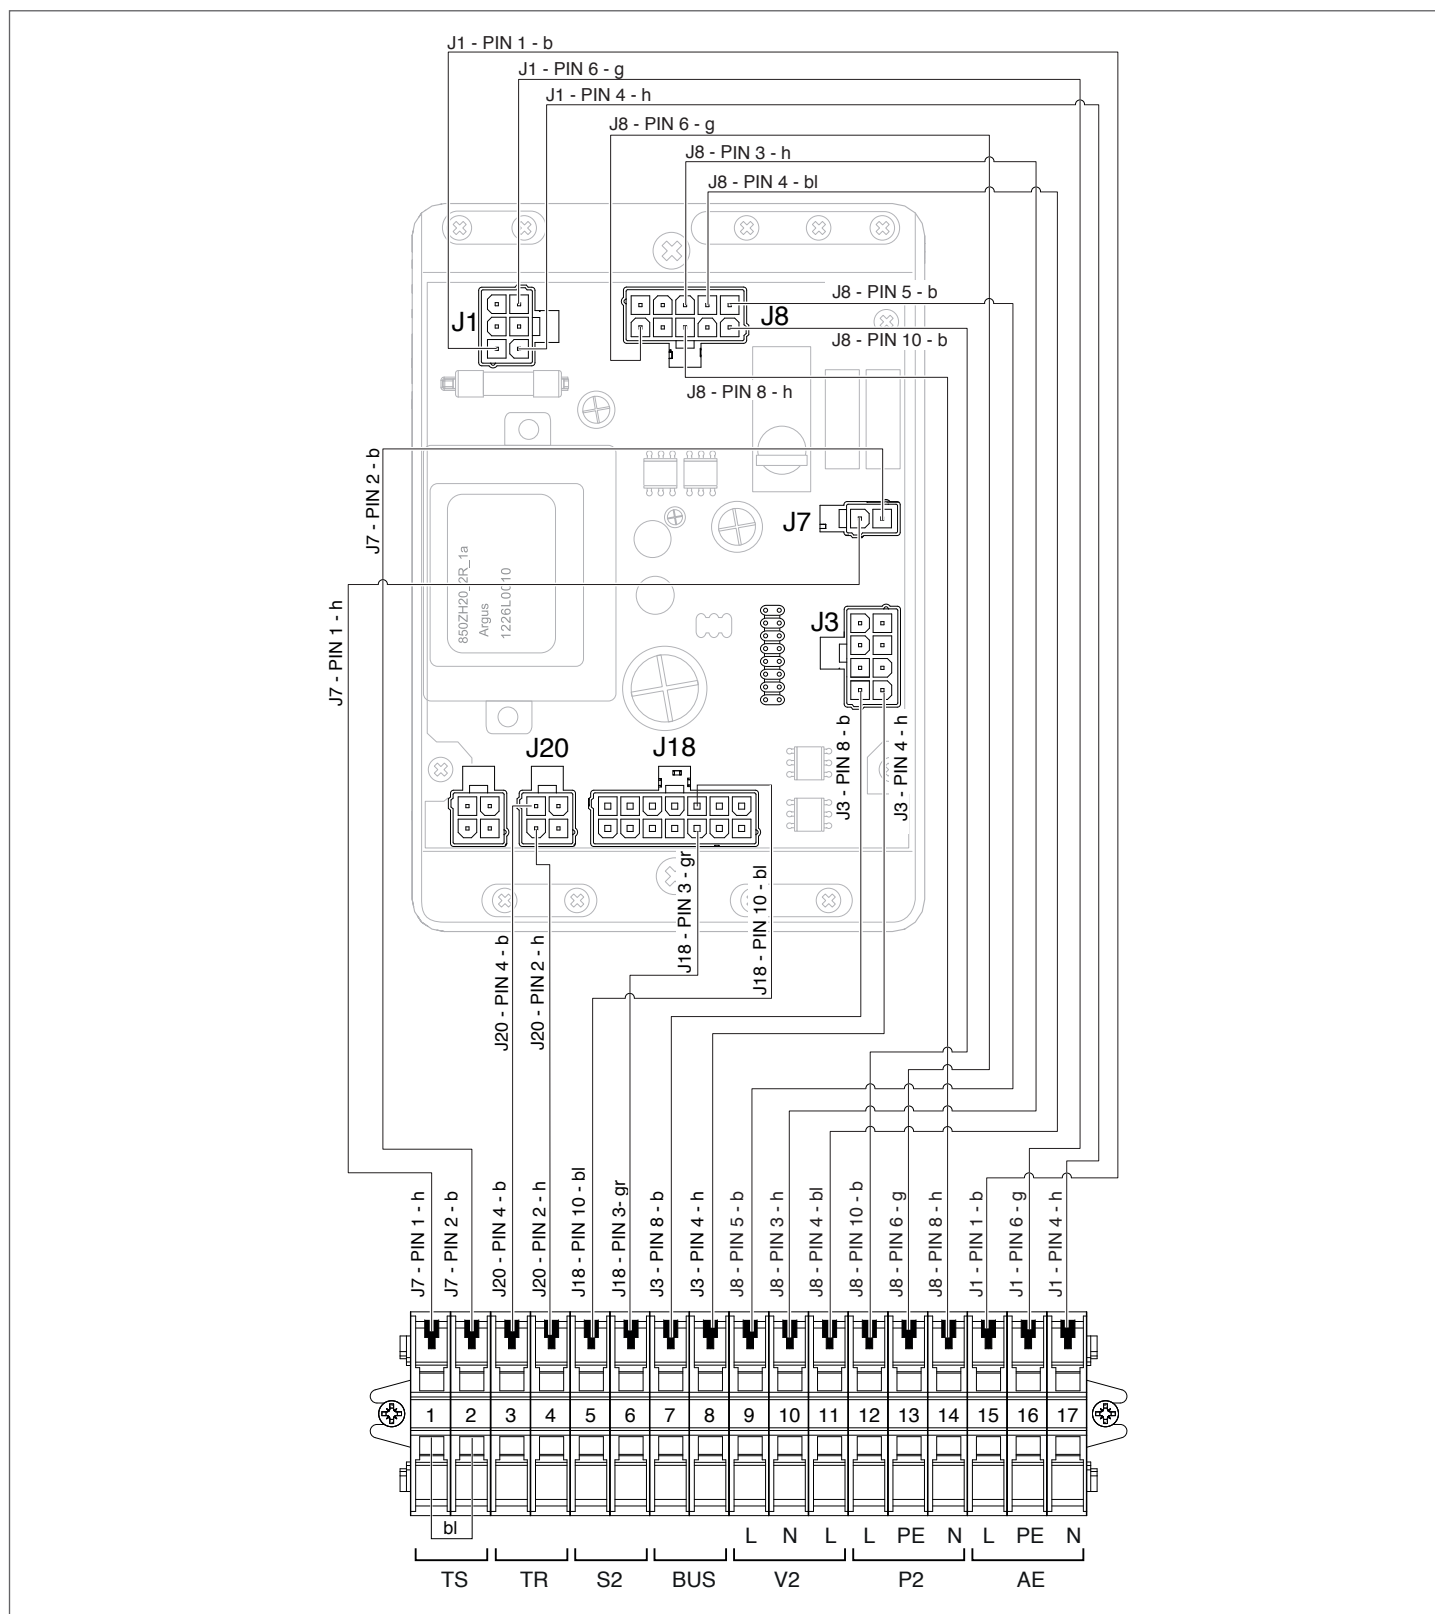 J1 - PIN 1 - b
J1 - PIN 6 - g
J1 - PIN 4 - h
J8 - PIN 6 - g
J8 - PIN 3 - h
J8 - PIN 4 - bl
J8 - PIN 5 - b
J1
J8
J8 - PIN 10 - b
J8 - PIN 8 - h
J7 - PIN 2 - b
J7
850ZH20_2R_1a
Argus
1226L0010
J7 - PIN 1 - h
J3
J3 - PIN 8 - b
J3 - PIN 4 - h
J20
J18
J18 - PIN 3 - gr
J18 - PIN 10 - bl
J20 - PIN 4 - b
J20 - PIN 2 - h
J7 - PIN 1 - h
J7 - PIN 2 - b
J20 - PIN 4 - b
J20 - PIN 2 - h
J18 - PIN 10 - bl
J18 - PIN 3- gr
J3 - PIN 8 - b
J3 - PIN 4 - h
J8 - PIN 5 - b
J8 - PIN 3 - h
J8 - PIN 4 - bl
J8 - PIN 10 - b
J8 - PIN 6 - g
J8 - PIN 8 - h
J1 - PIN 1 - b
J1 - PIN 6 - g
J1 - PIN 4 - h
1 2 3 4 5 6 7 8 9 10 11 12 13 14 15 16 17
bl
L N L L PE N L PE N
TS TR S2 BUS V2 P2 AE